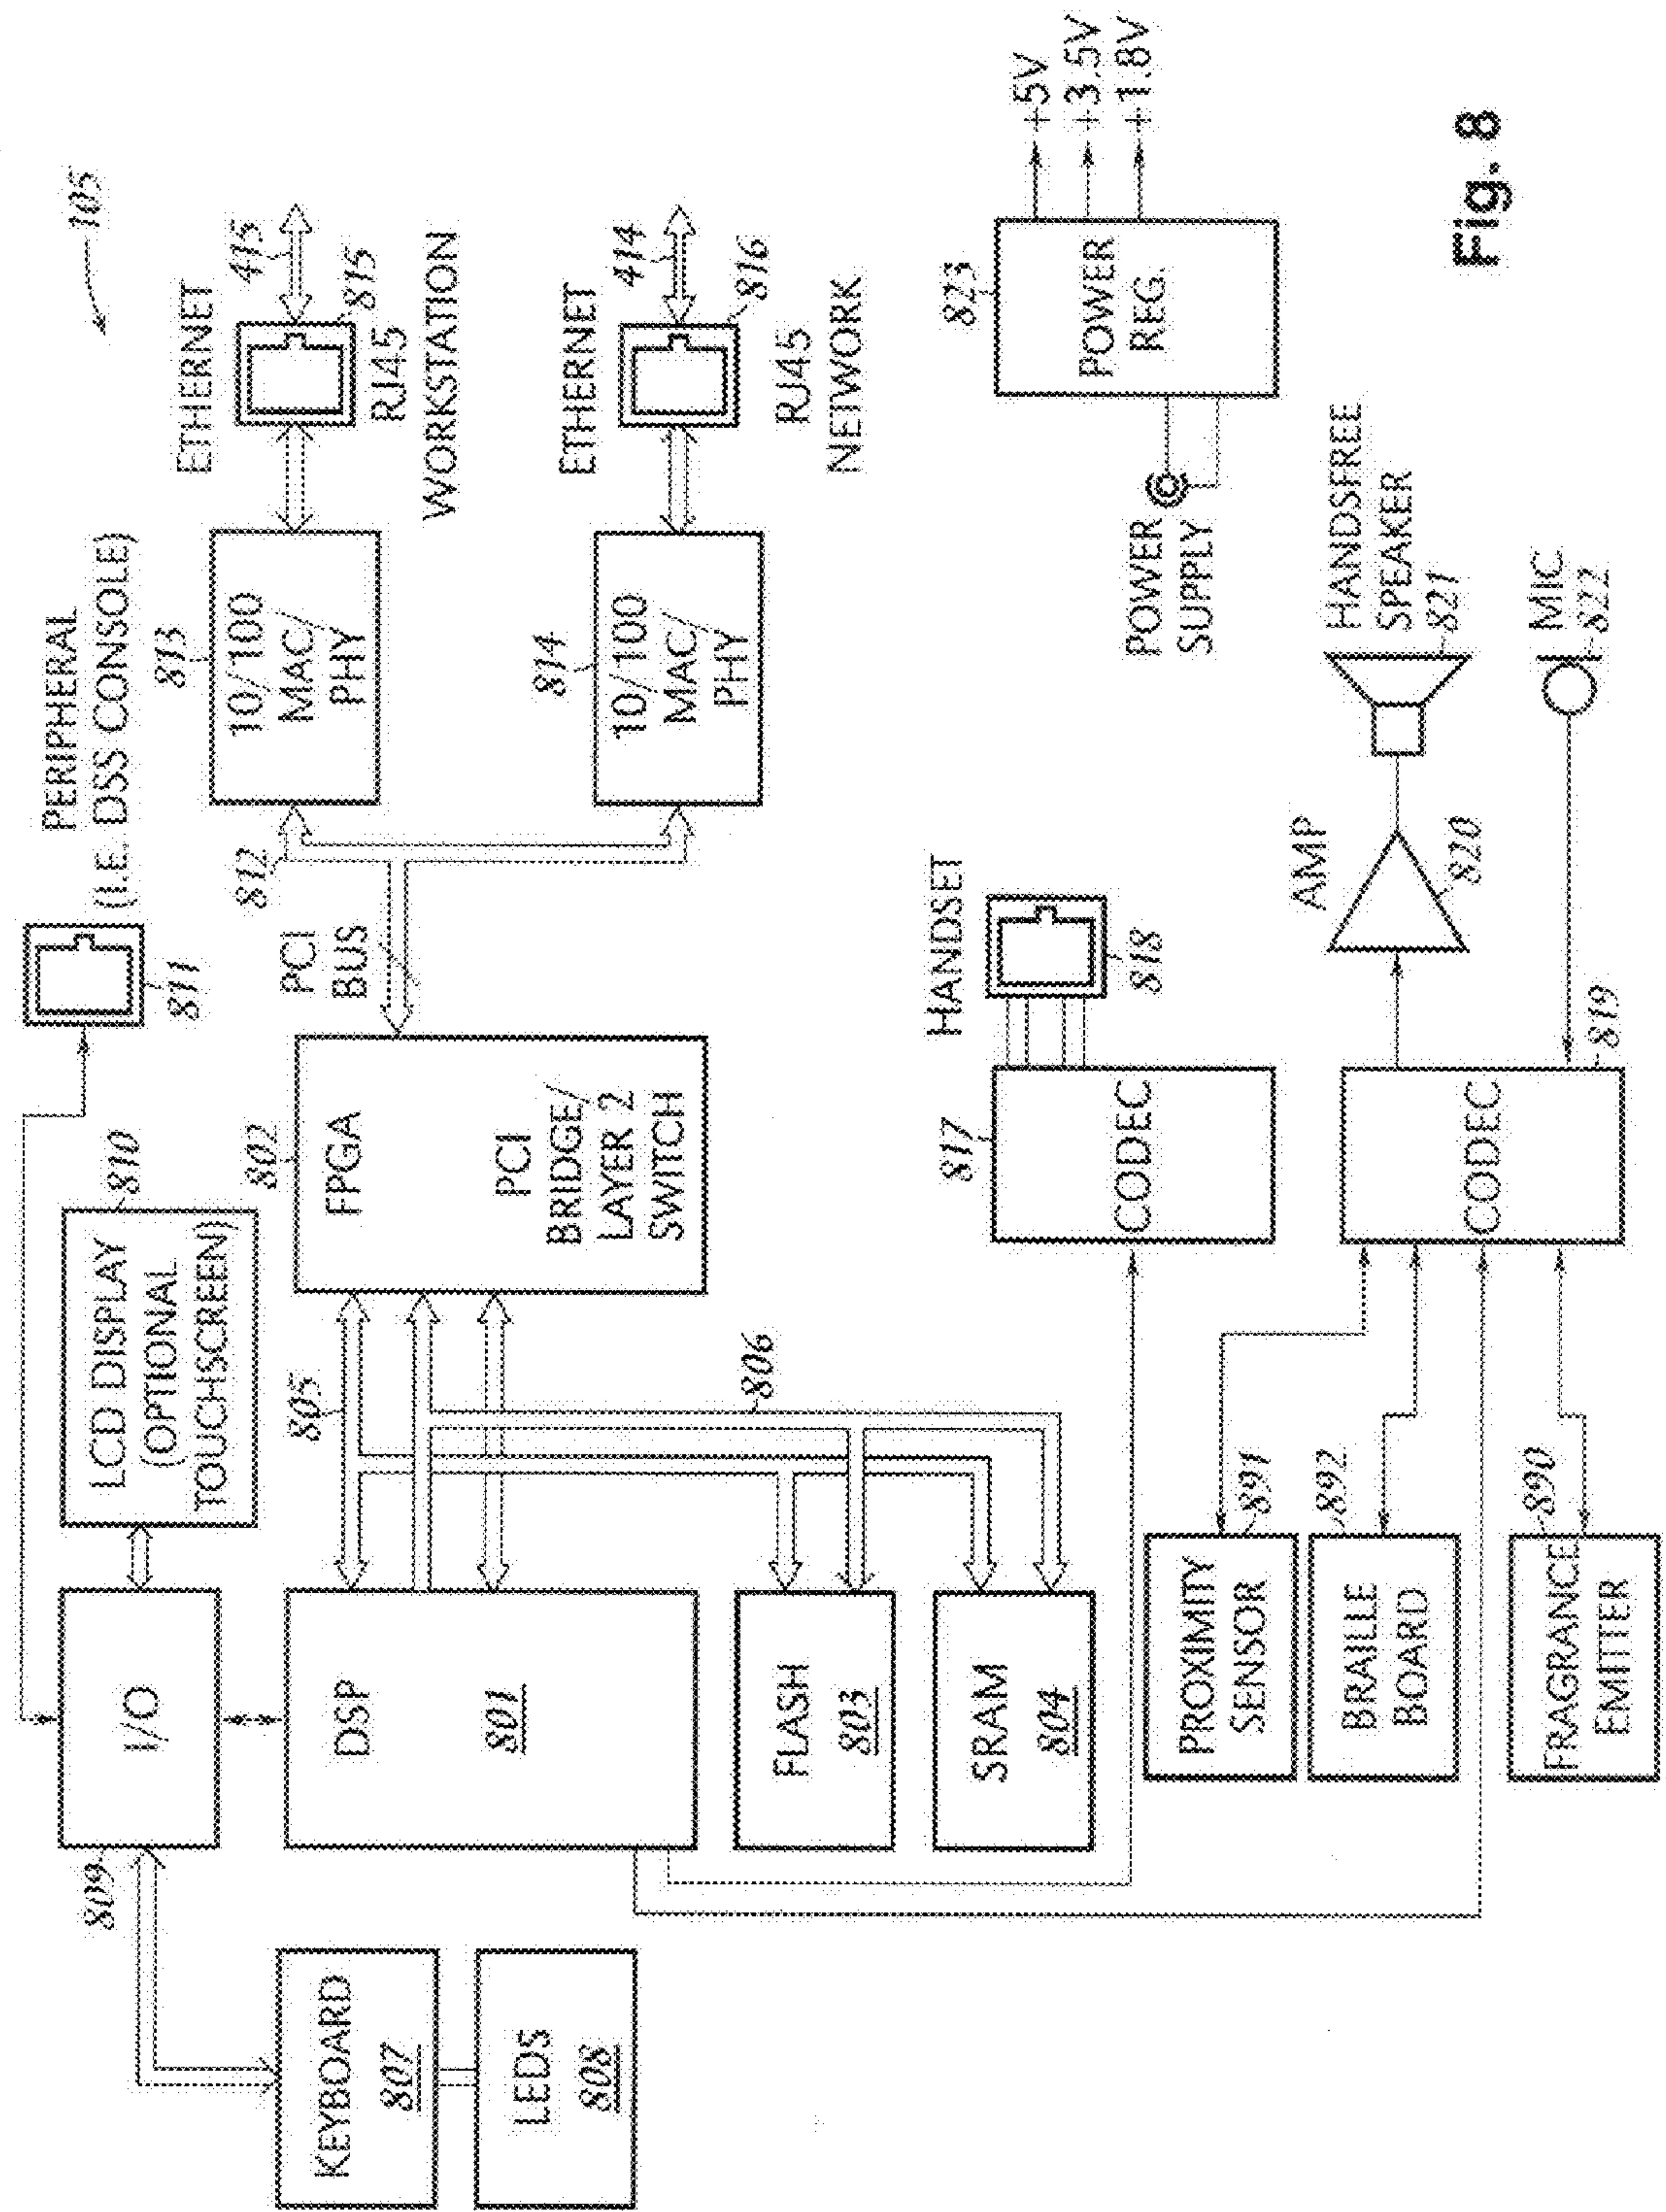 105
PERIPHERAL
(I.E. DSS CONSOLE)
811
LCD DISPLAY
(OPTIONAL
TOUCHSCREEN)
810
I/O
809
KEYBOARD
807
LEDS
808
DSP
801
FLASH
803
SRAM
804
805
806
802
FPGA
PCI
BRIDGE/
LAYER 2
SWITCH
PCI
BUS
812
813
10/100
MAC/
PHY
ETHERNET
415
815
RJ45
WORKSTATION
814
10/100
MAC/
PHY
ETHERNET
414
816
RJ45
NETWORK
817
CODEC
HANDSET
818
CODEC
819
AMP
820
HANDSFREE
SPEAKER
821
MIC
822
PROXIMITY
SENSOR
891
BRAILLE
BOARD
892
FRAGRANCE
EMITTER
890
POWER
SUPPLY
823
POWER
REG.
+5V
+3.5V
+1.8V
Fig. 8